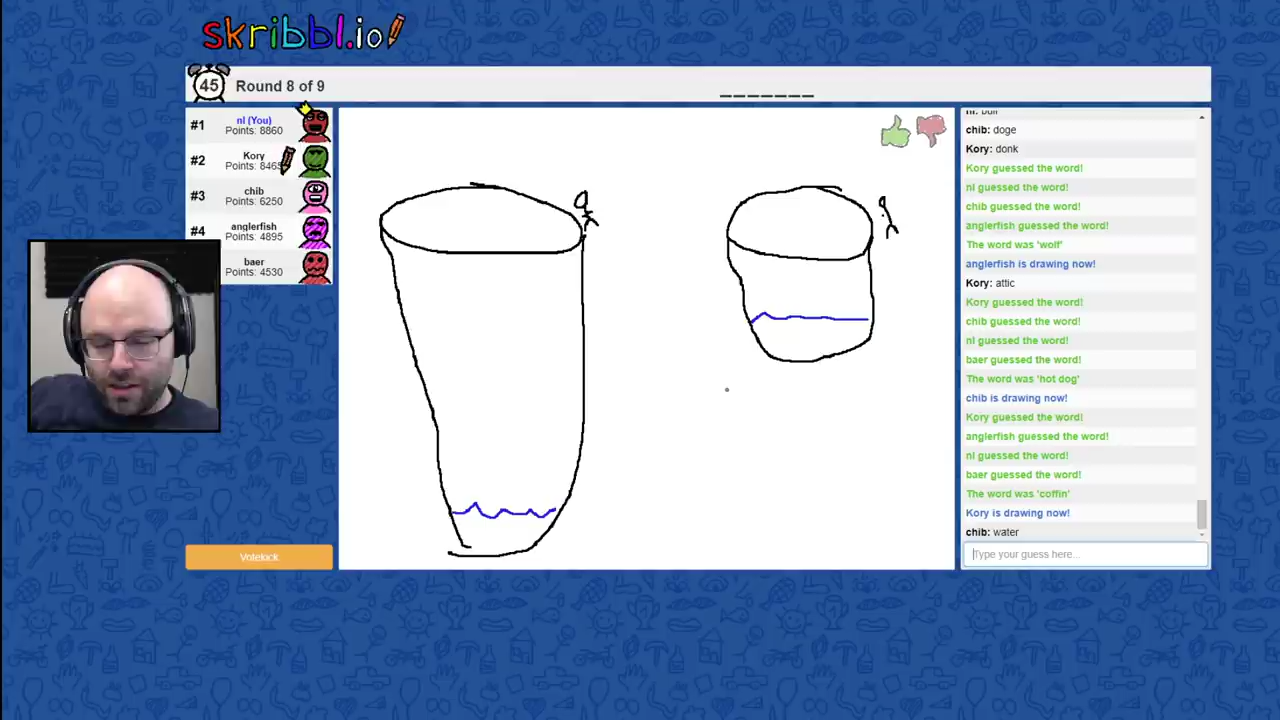 skribbl.io
45
Round 8 of 9
_______
#1
nl (You)
Points: 8860
#2
Kory
Points: 8465
#3
chib
Points: 6250
#4
anglerfish
Points: 4895
baer
Points: 4530
Votekick
chib: doge
Kory: donk
Kory guessed the word!
nl guessed the word!
chib guessed the word!
anglerfish guessed the word!
The word was 'wolf'
anglerfish is drawing now!
Kory: attic
Kory guessed the word!
chib guessed the word!
nl guessed the word!
baer guessed the word!
The word was 'hot dog'
chib is drawing now!
Kory guessed the word!
anglerfish guessed the word!
nl guessed the word!
baer guessed the word!
The word was 'coffin'
Kory is drawing now!
chib: water
Type your guess here...